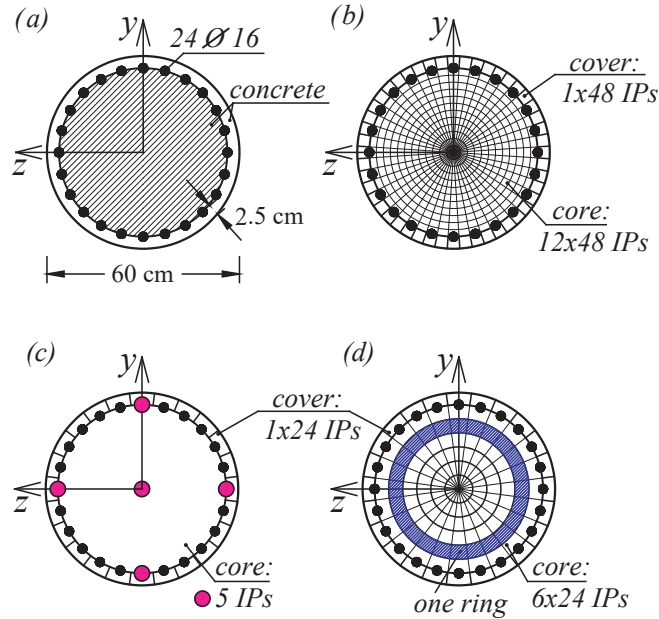 (a)
y
24 Ø 16
concrete
z
2.5 cm
60 cm
(b)
y
cover:
1x48 IPs
z
core:
12x48 IPs
(c)
y
cover:
1x24 IPs
z
core:
5 IPs
(d)
y
z
core:
6x24 IPs
one ring